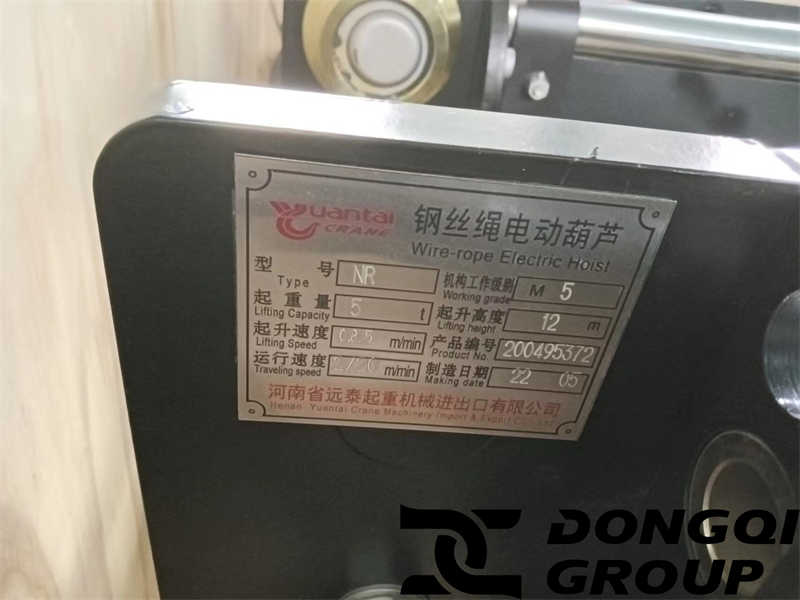 Yuantai
CRANE
钢丝绳电动葫芦
Wire-rope Electric Hoist
型 号 NR 机构工作级别 M 5
Type Working grade
起重量 5 t 起升高度 12 m
Lifting Capacity Lifting height
起升速度 m/min 产品编号 200495372
Lifting Speed Product No.
运行速度 2/20 m/min 制造日期 22 05
Traveling speed Making date
河南省远泰起重机械进出口有限公司
Henan Yuantai Crane Machinery Import & Export Co., Ltd
DONGQI
GROUP